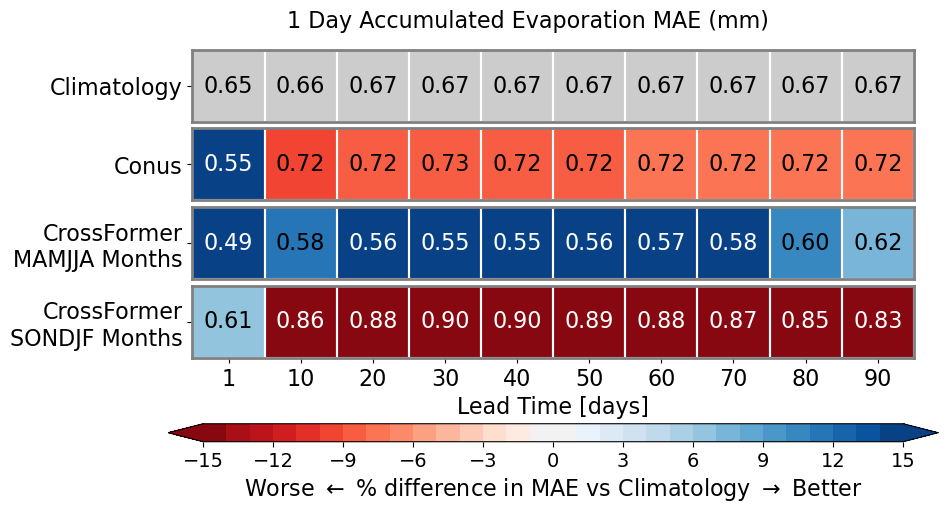 1 Day Accumulated Evaporation MAE (mm)
Climatology 0.65 0.66 0.67 0.67 0.67 0.67 0.67 0.67 0.67 0.67
Conus 0.55 0.72 0.72 0.73 0.72 0.72 0.72 0.72 0.72 0.72
CrossFormer
MAMJJA Months 0.49 0.58 0.56 0.55 0.55 0.56 0.57 0.58 0.60 0.62
CrossFormer
SONDJF Months 0.61 0.86 0.88 0.90 0.90 0.89 0.88 0.87 0.85 0.83
1 10 20 30 40 50 60 70 80 90
Lead Time [days]
−15 −12 −9 −6 −3 0 3 6 9 12 15
Worse ← % difference in MAE vs Climatology → Better